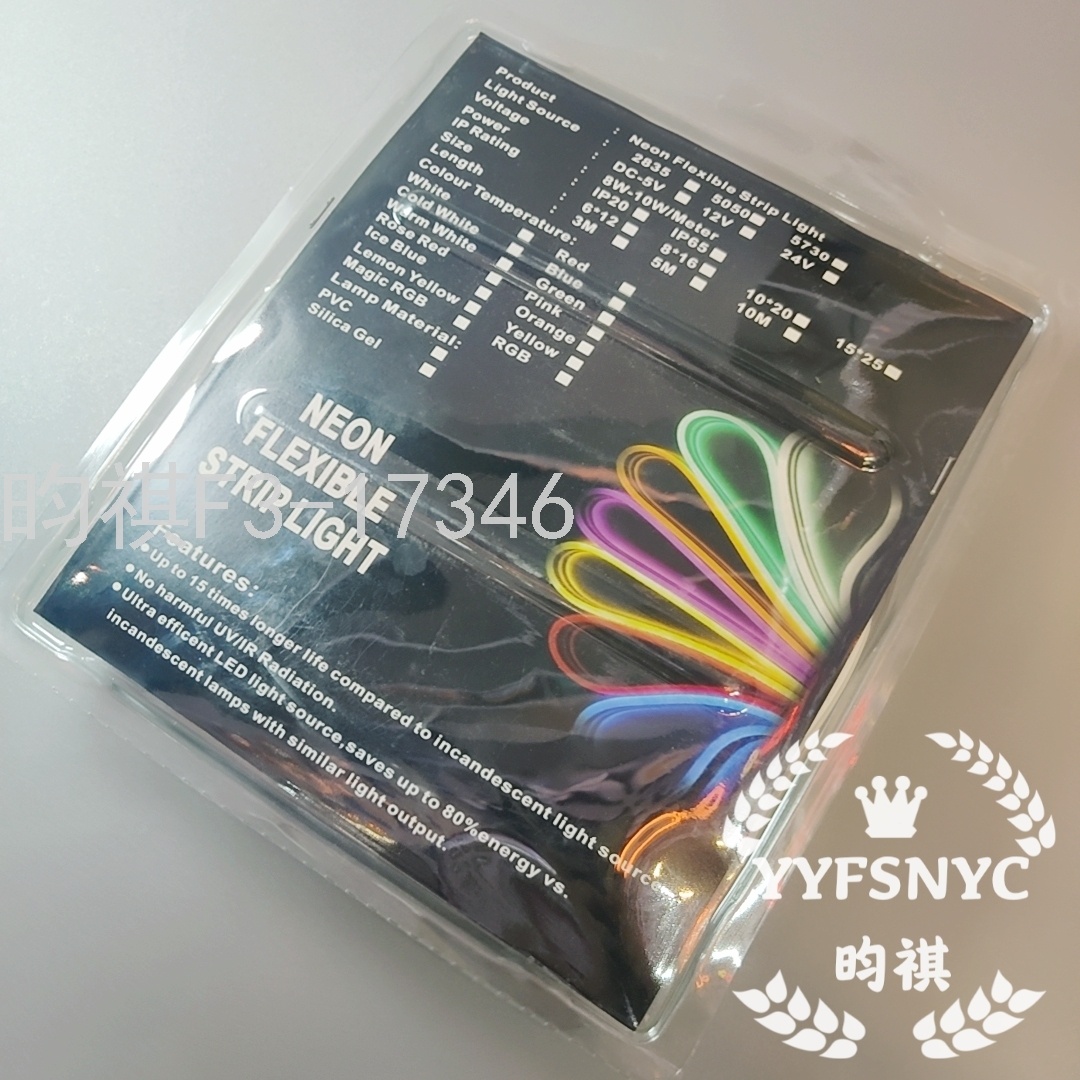 Product : Neon Flexible Strip Light
Light Source : 2835 5050 5730
Voltage : DC-5V 12V 24V
Power : 8W-10W/Meter
IP Rating : IP20 IP65
Size : 6*12 8*16 10*20 15*25
Length : 3M 5M 10M
Colour Temperature:
White Red
Cold White Blue
Warm White Green
Rose Red Pink
Ice Blue Orange
Lemon Yellow Yellow
Magic RGB RGB
Lamp Material:
PVC
Silica Gel
NEON
FLEXIBLE
STRIP LIGHT
昀祺F3-17346
Features:
●Up to 15 times longer life compared to incandescent light source.
●No harmful UV/IR Radiation.
●Ultra efficent LED light source,saves up to 80%energy vs.
incandescent lamps with similar light output.
YYFSNYC
昀祺